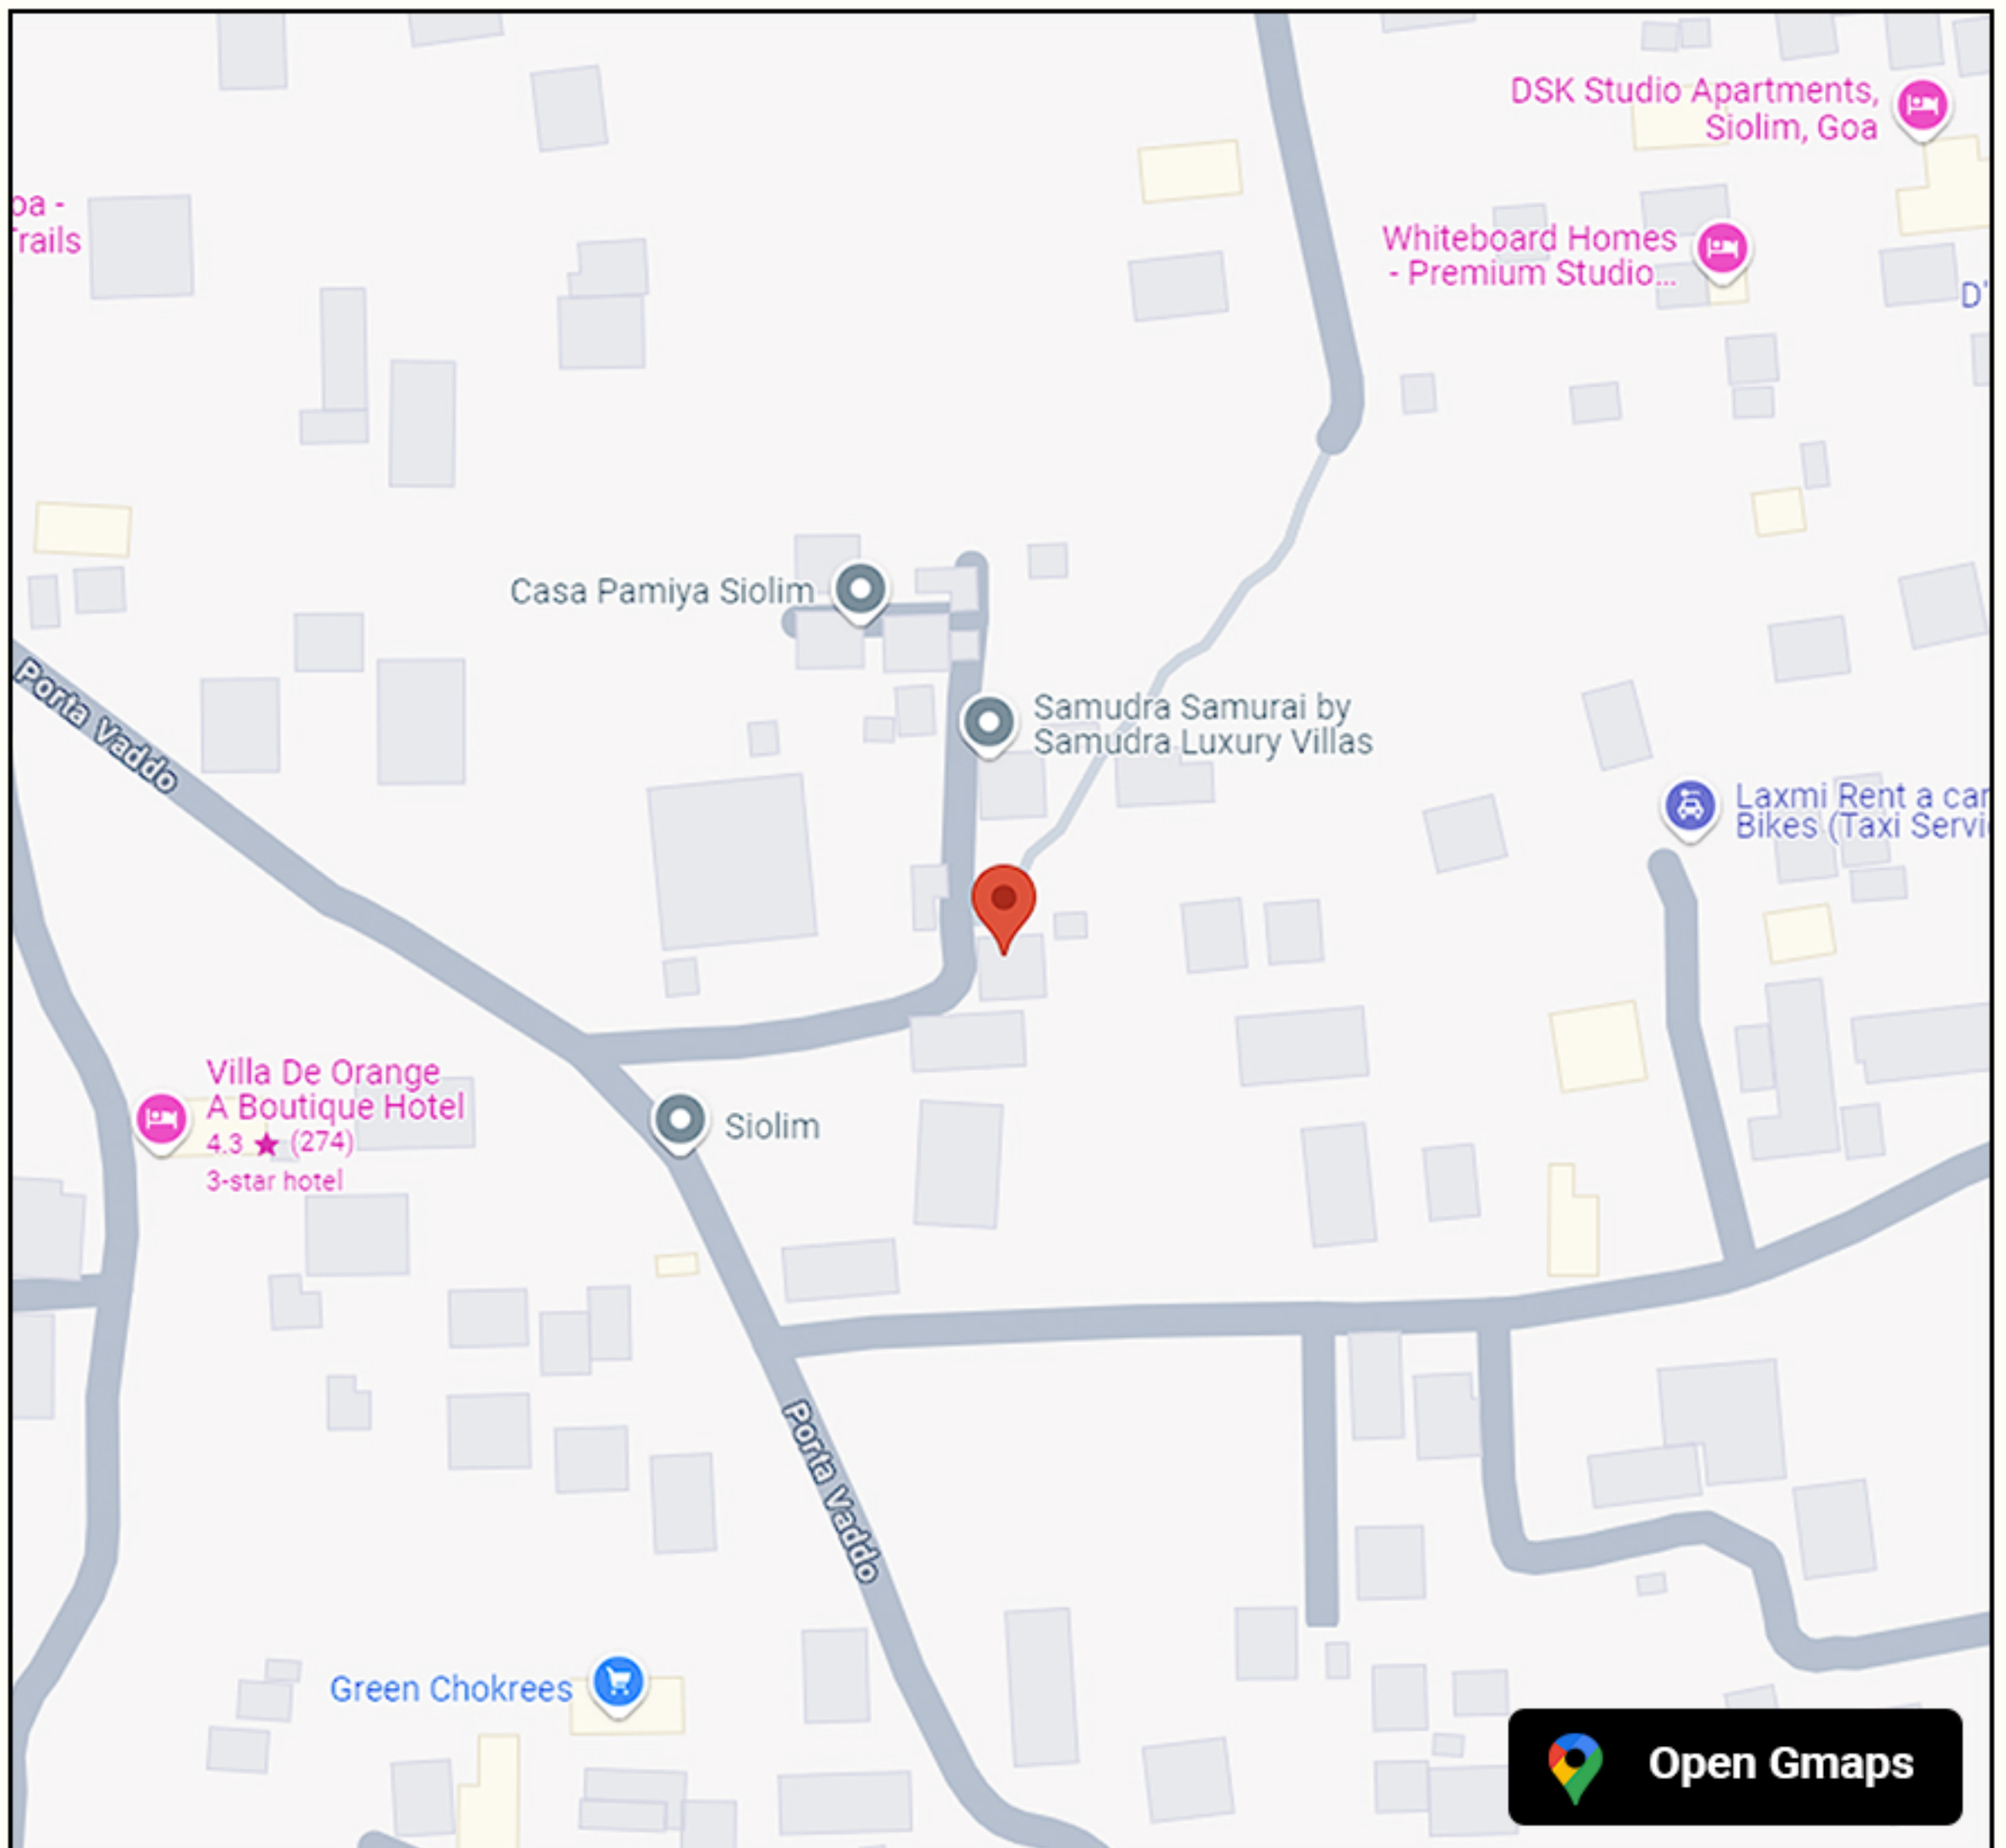 DSK Studio Apartments,
Siolim, Goa
oa -
Trails
Whiteboard Homes
- Premium Studio...
D'
Casa Pamiya Siolim
Porta Vaddo
Samudra Samurai by
Samudra Luxury Villas
Laxmi Rent a car
Bikes (Taxi Servi
Villa De Orange
A Boutique Hotel
4.3 ★ (274)
3-star hotel
Siolim
Porta Vaddo
Green Chokrees
Open Gmaps